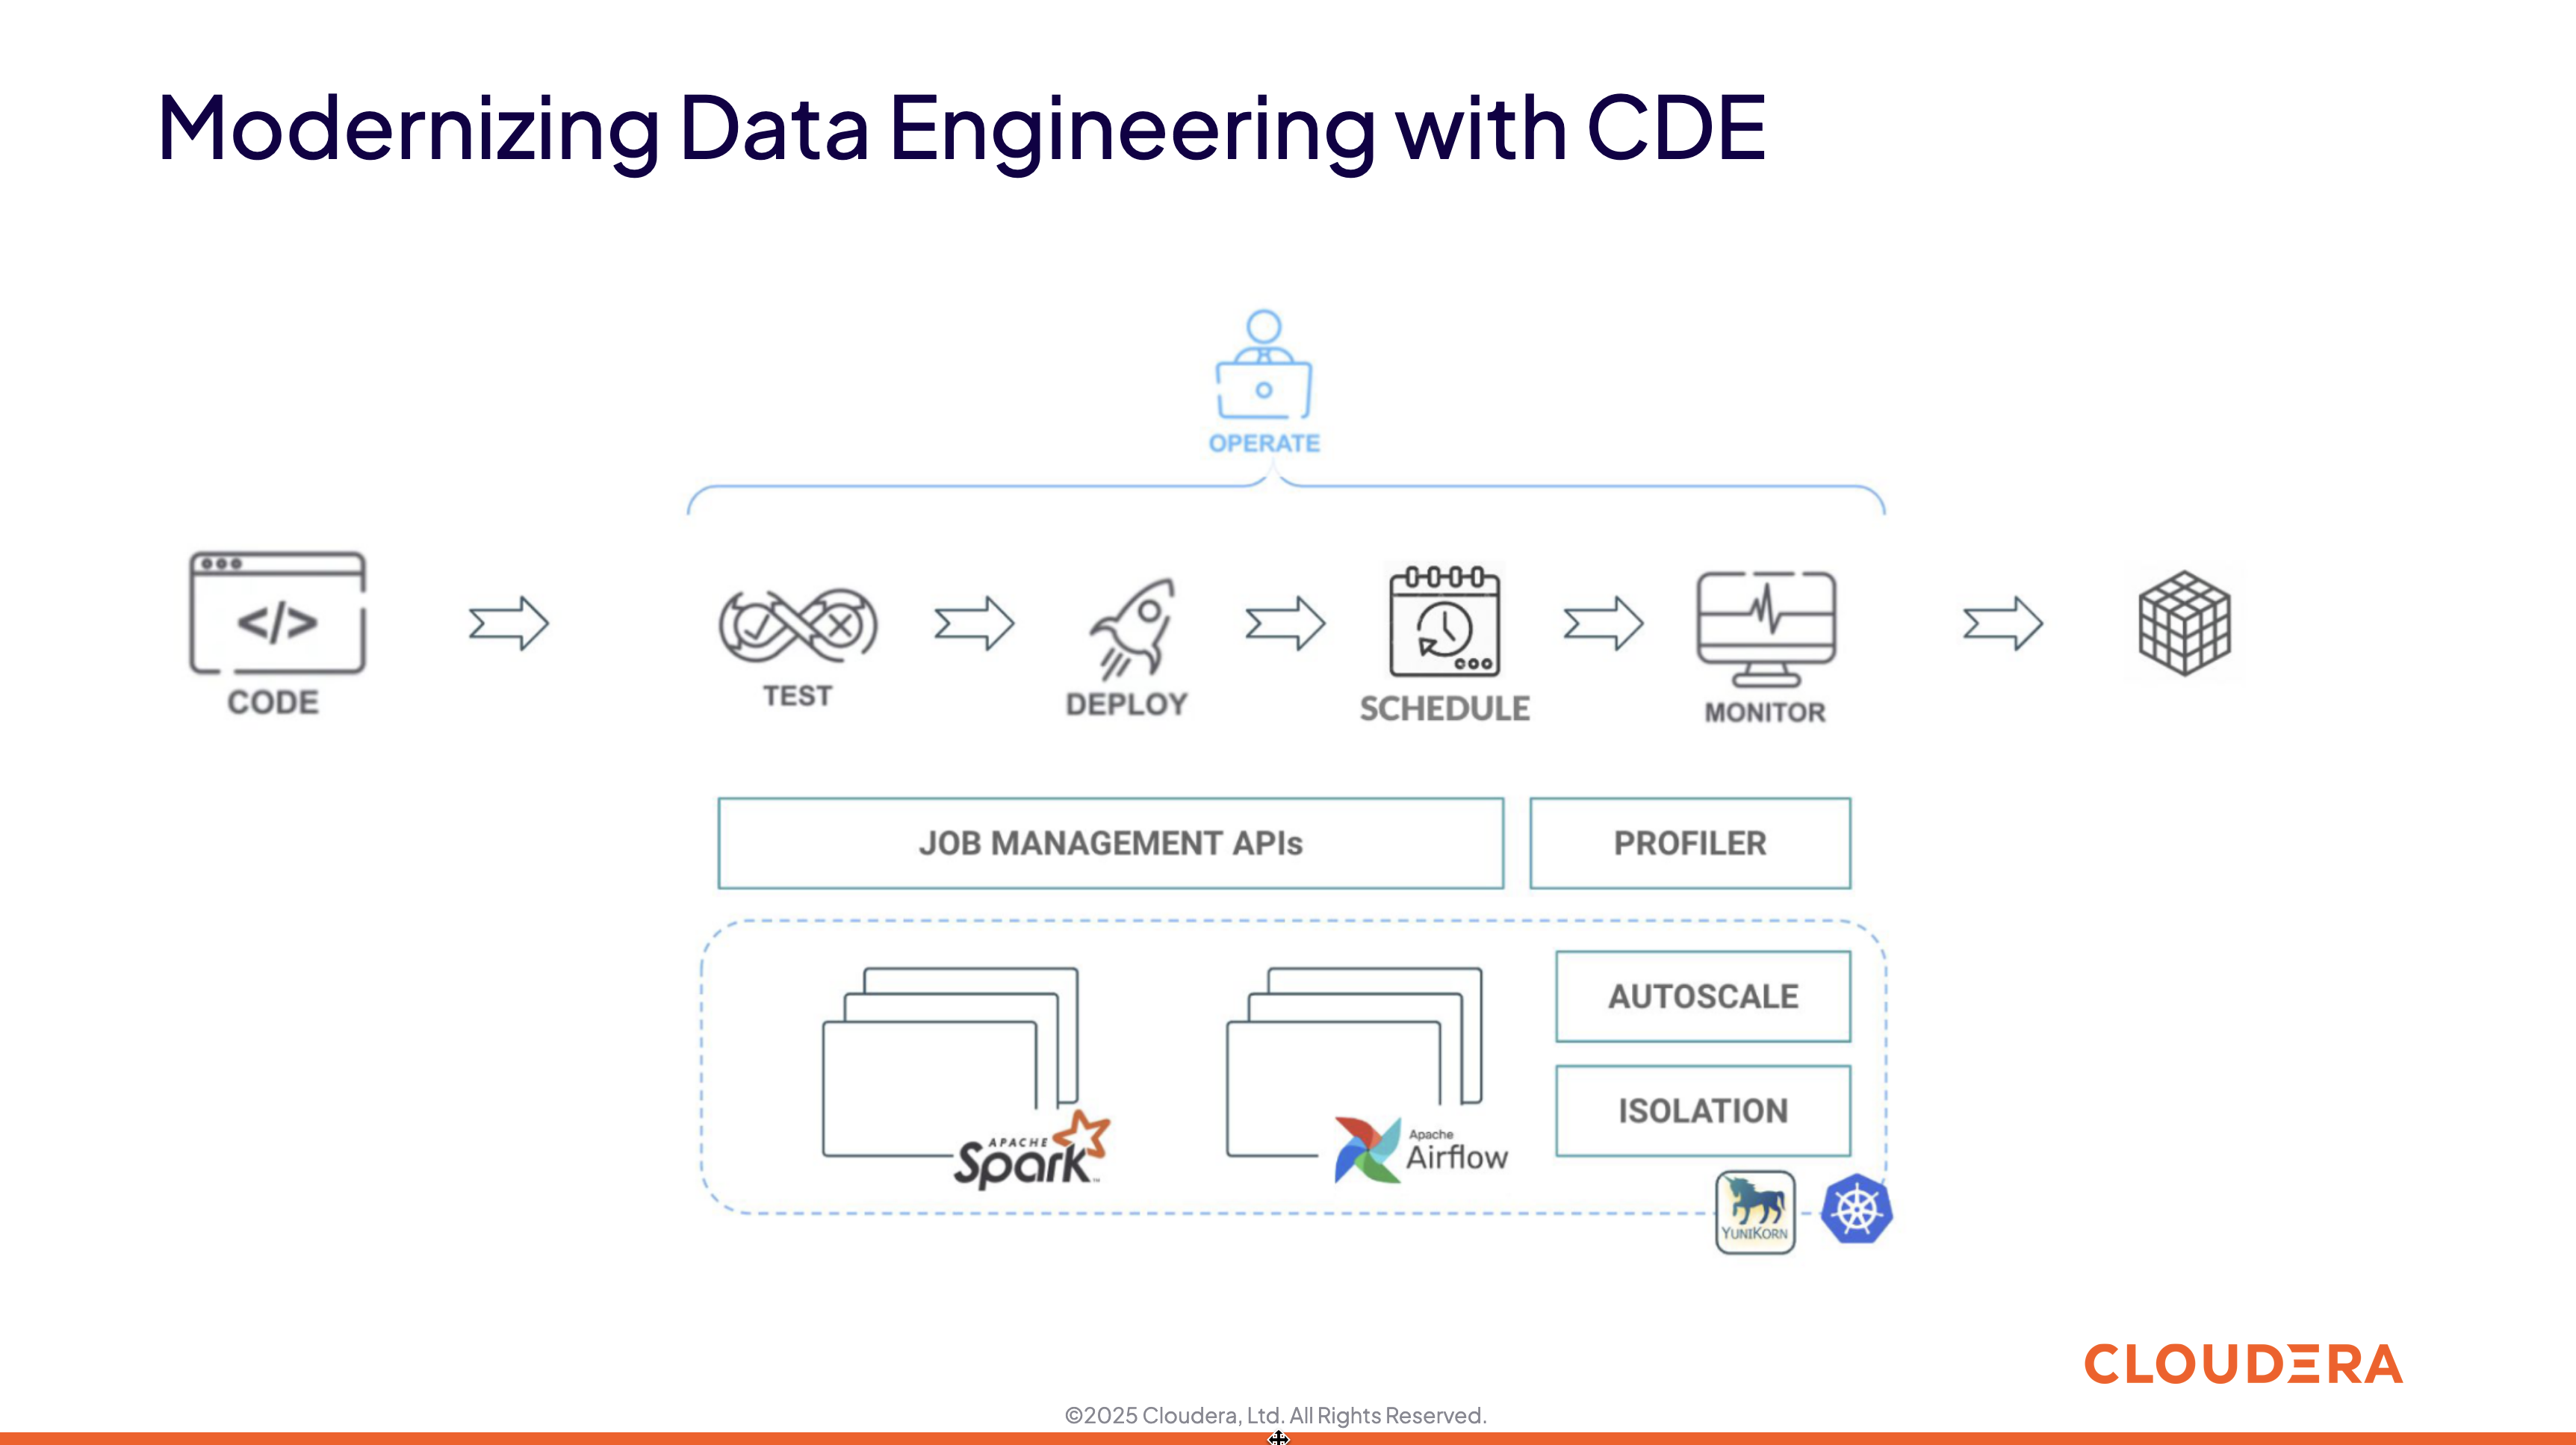 Modernizing Data Engineering with CDE
OPERATE
</>
CODE
TEST
DEPLOY
SCHEDULE
MONITOR
JOB MANAGEMENT APIs
PROFILER
AUTOSCALE
ISOLATION
APACHE
Spark™
Apache
Airflow
YUNIKORN
CLOUDERA
©2025 Cloudera, Ltd. All Rights Reserved.